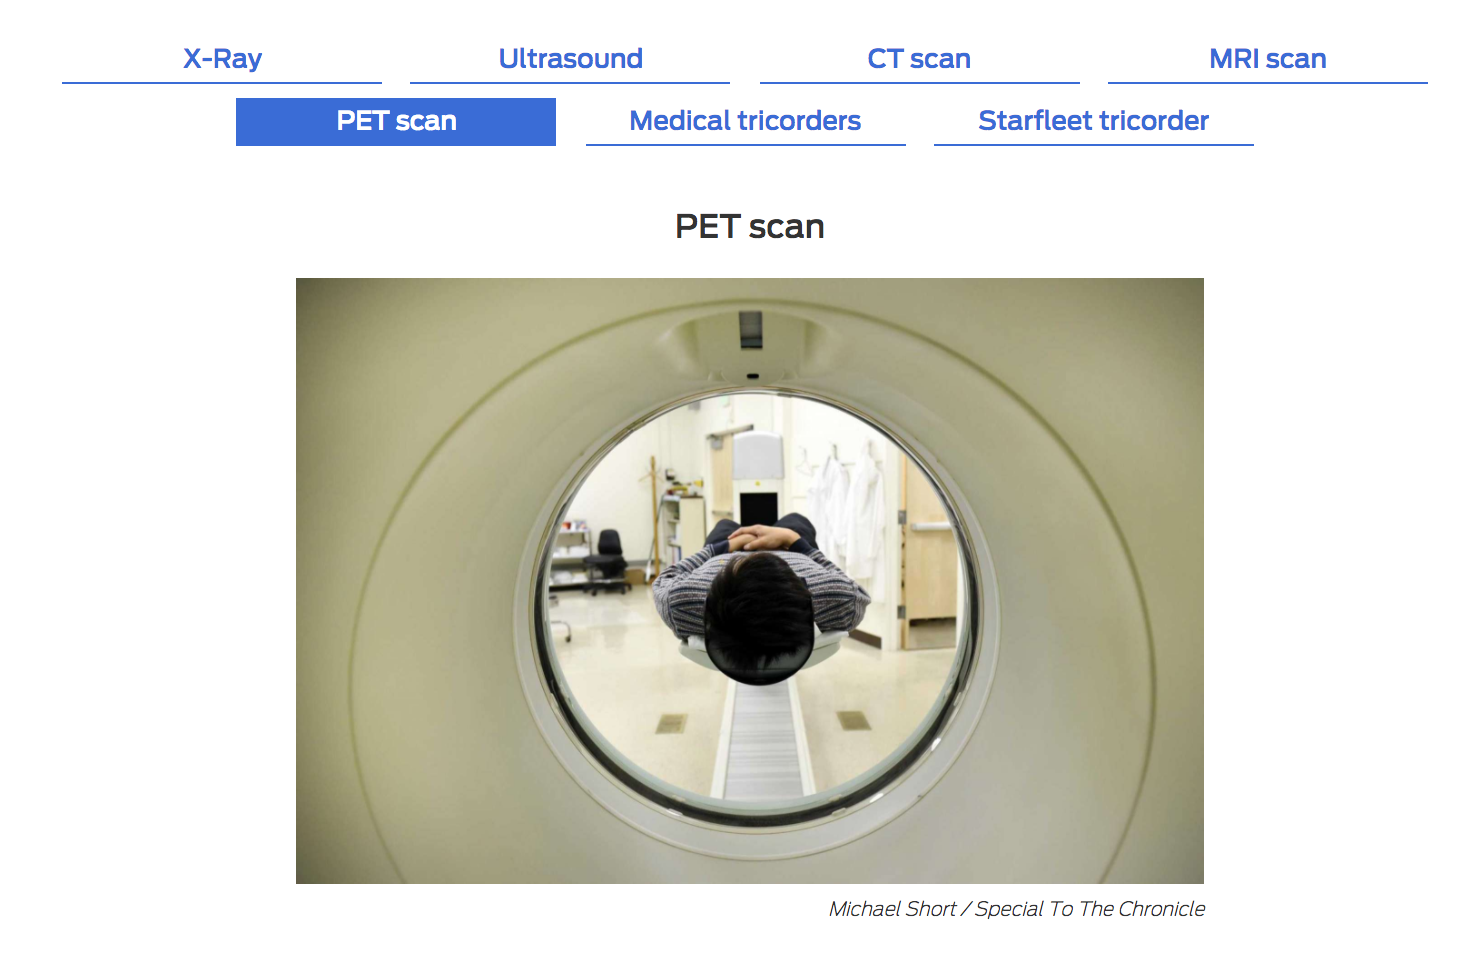 X-Ray
Ultrasound
CT scan
MRI scan
PET scan
Medical tricorders
Starfleet tricorder
PET scan
Michael Short / Special To The Chronicle